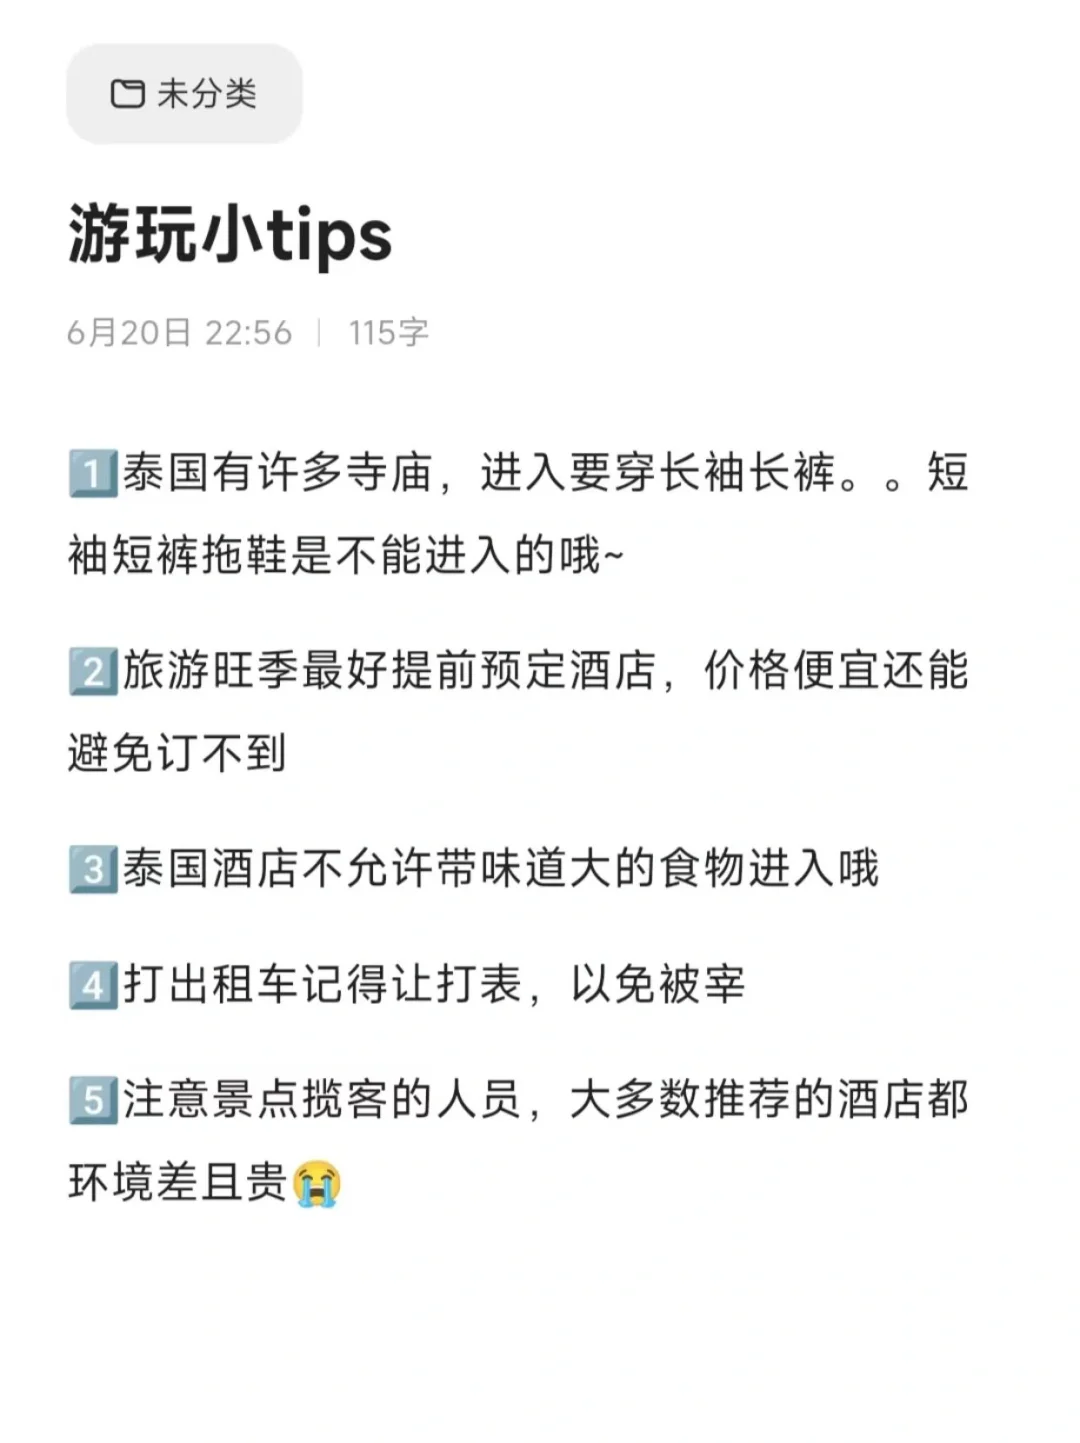 未分类
游玩小tips
6月20日 22:56 | 115字
1️⃣泰国有许多寺庙，进入要穿长袖长裤。。短
袖短裤拖鞋是不能进入的哦~
2️⃣旅游旺季最好提前预定酒店，价格便宜还能
避免订不到
3️⃣泰国酒店不允许带味道大的食物进入哦
4️⃣打出租车记得让打表，以免被宰
5️⃣注意景点揽客的人员，大多数推荐的酒店都
环境差且贵😭